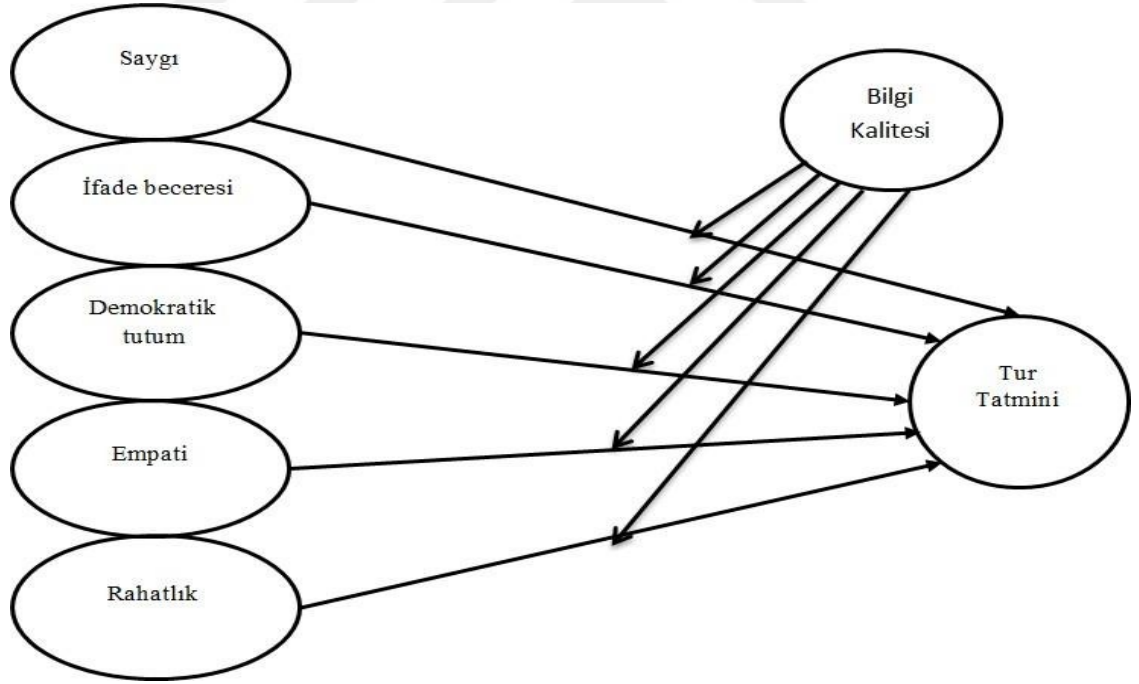 Saygı
İfade beceresi
Demokratik
tutum
Empati
Rahatlık
Bilgi
Kalitesi
Tur
Tatmini